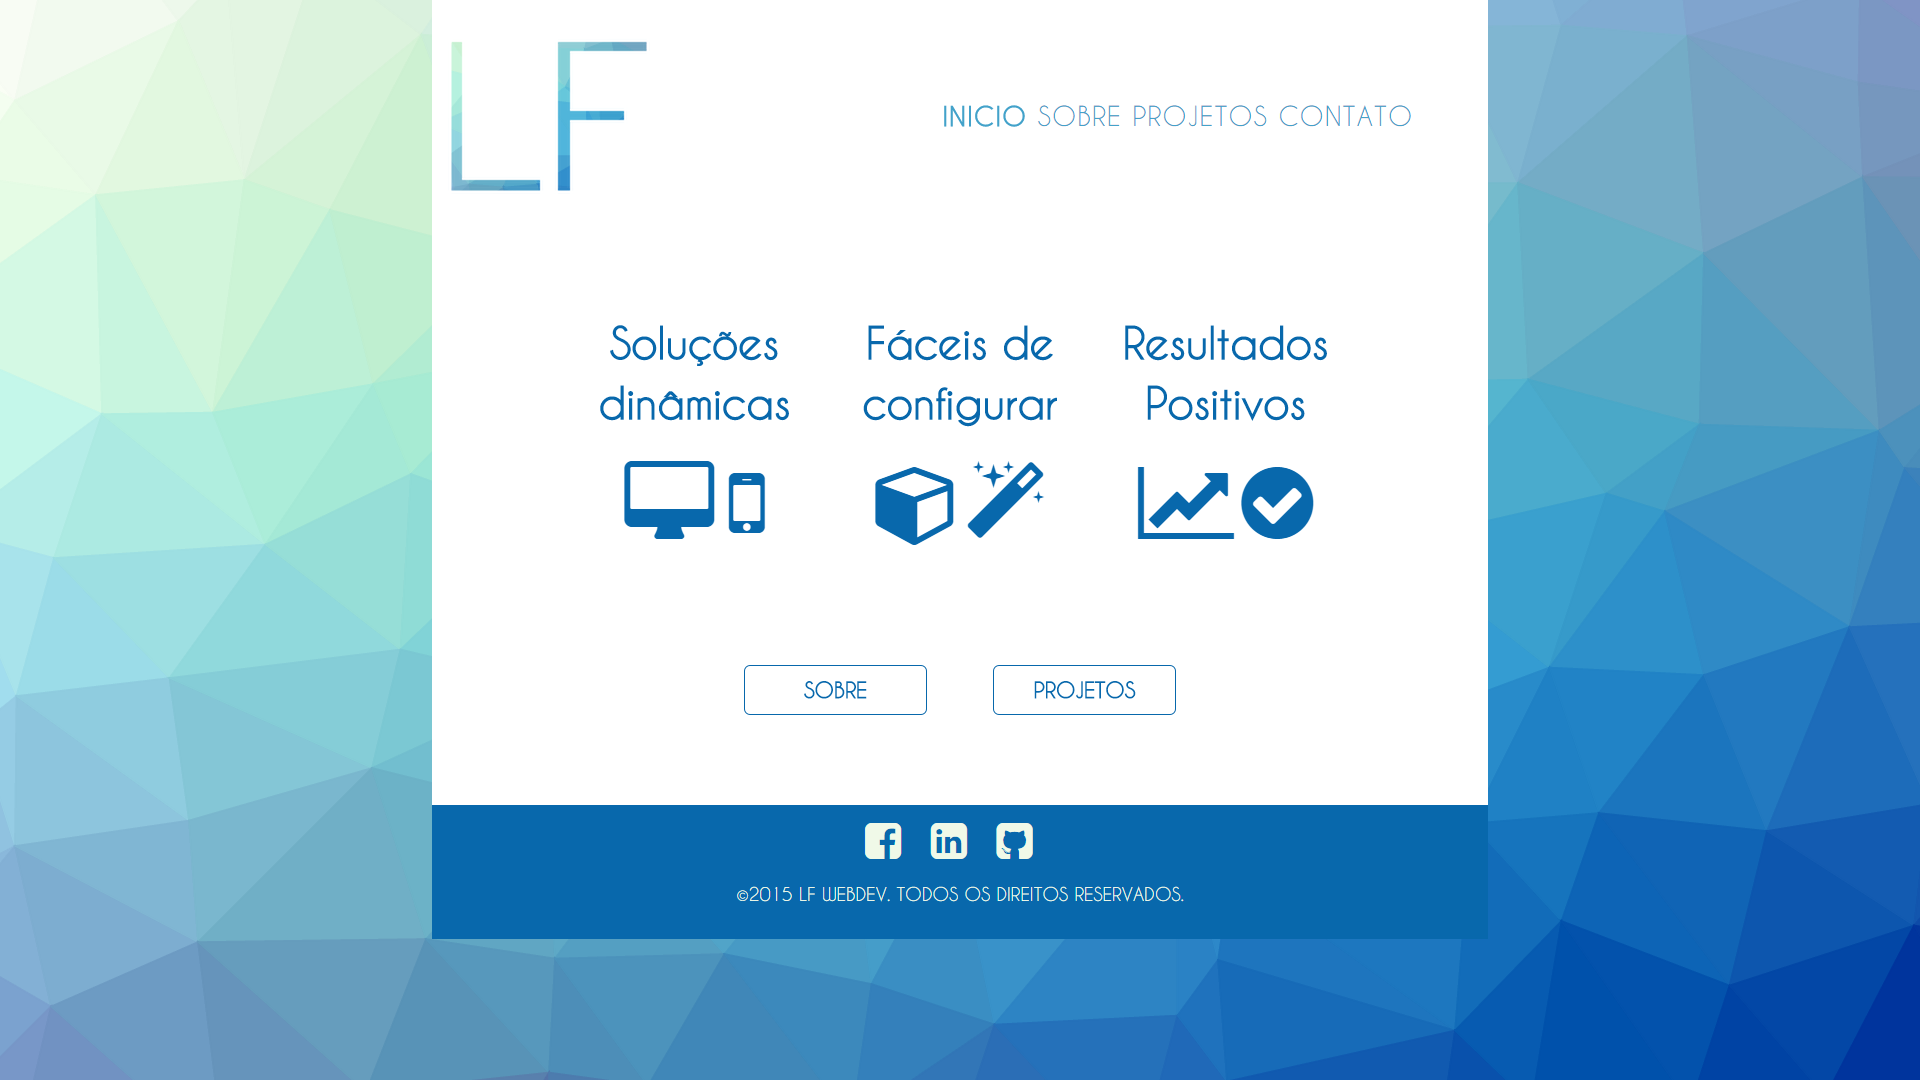 LF
INICIO SOBRE PROJETOS CONTATO
Soluções
dinâmicas
Fáceis de
configurar
Resultados
Positivos
SOBRE
PROJETOS
©2015 LF WEBDEV. TODOS OS DIREITOS RESERVADOS.